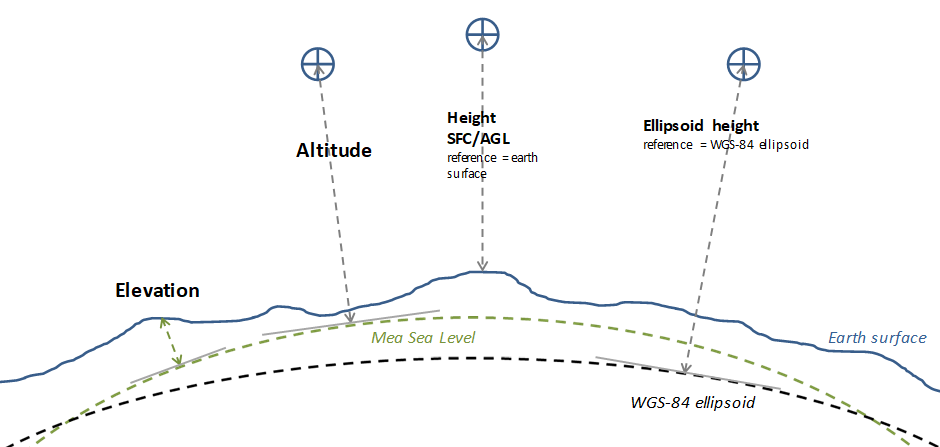 Height
SFC/AGL
reference = earth
surface
Ellipsoid height
reference = WGS-84 ellipsoid
Altitude
Elevation
Mea Sea Level
Earth surface
WGS-84 ellipsoid